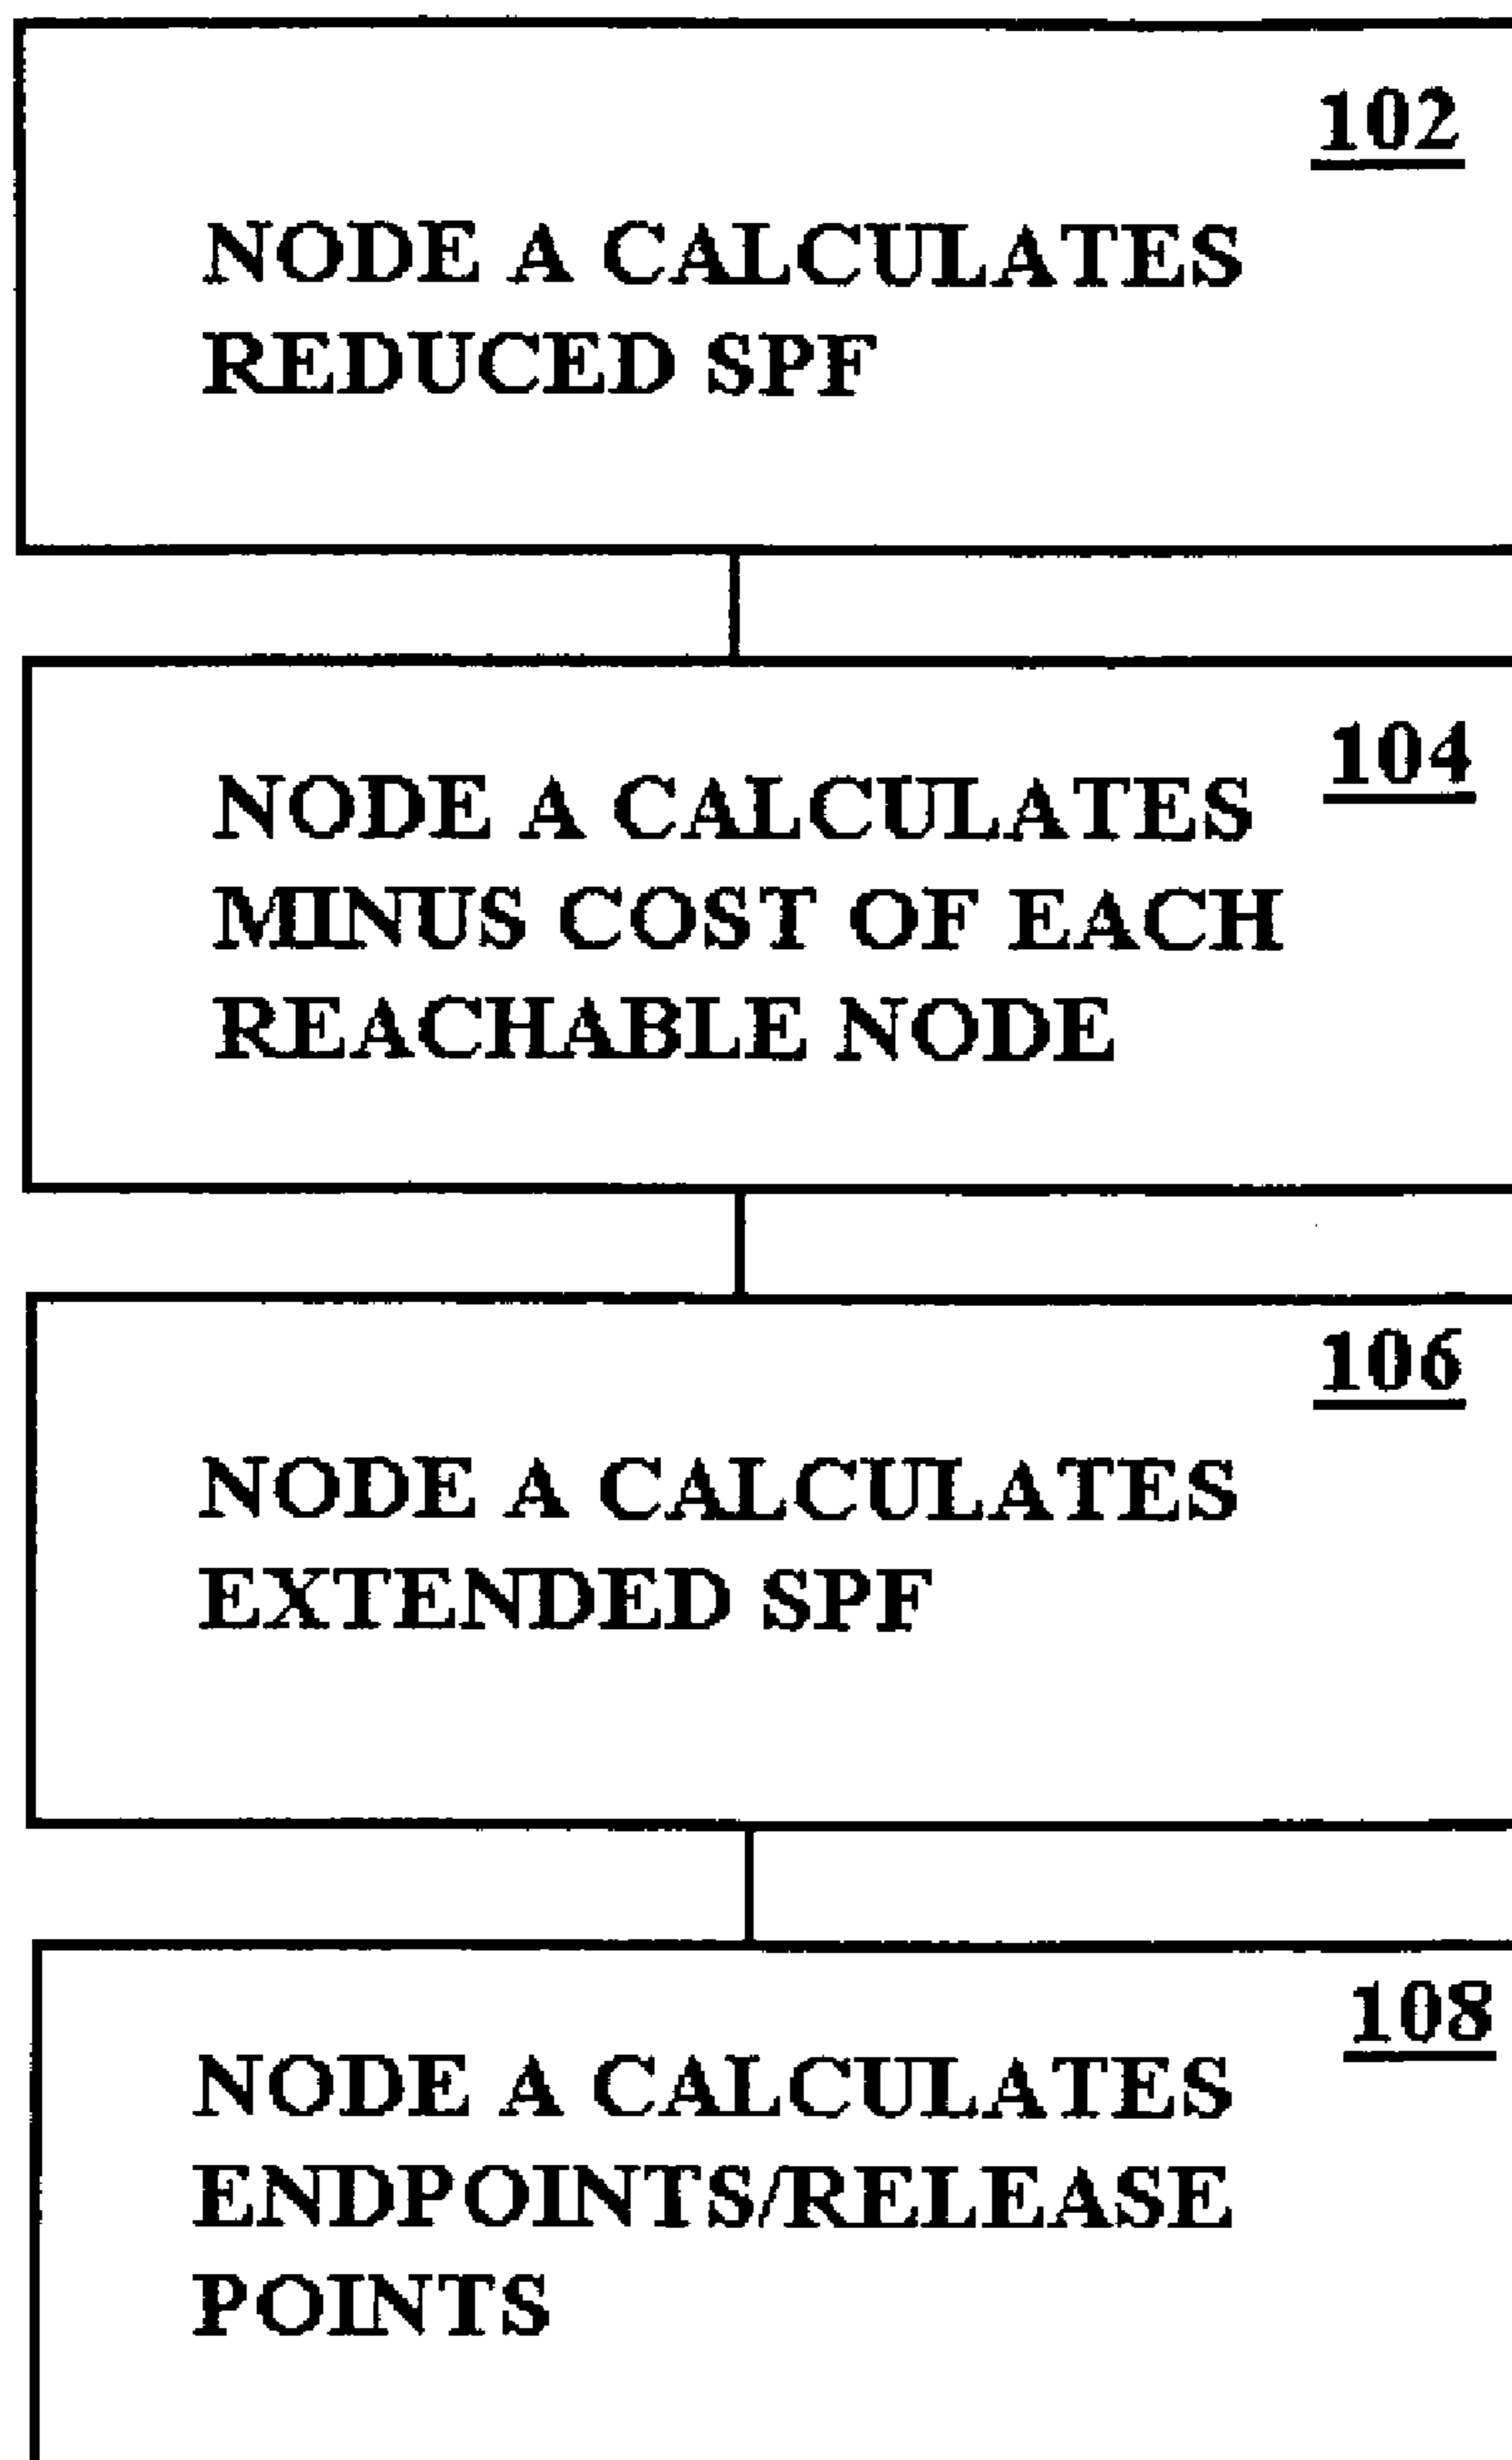 102
NODE A CALCULATES
REDUCED SPF
104
NODE A CALCULATES
MINUS COST OF EACH
REACHABLE NODE
106
NODE A CALCULATES
EXTENDED SPF
108
NODE A CALCULATES
ENDPOINTS/RELEASE
POINTS